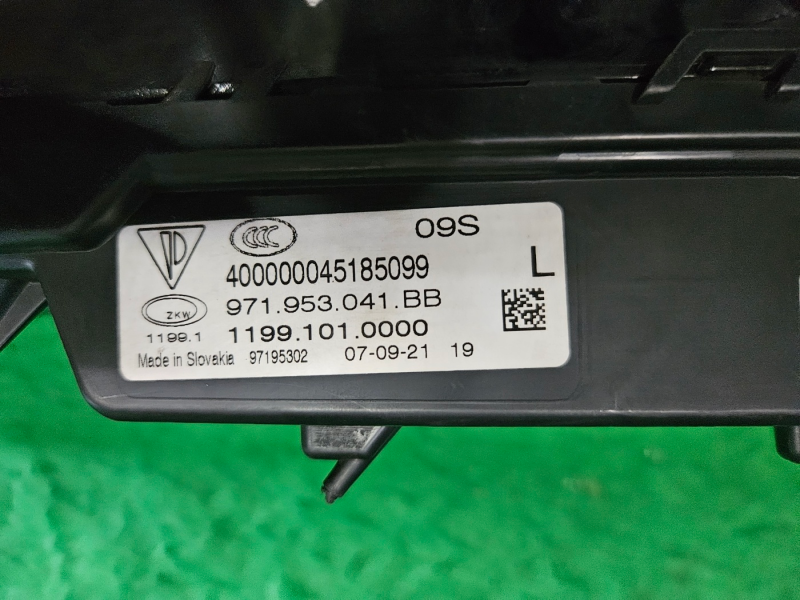 09S
CCC
400000045185099
L
971.953.041.BB
ZKW
1199.1
1199.101.0000
Made in Slovakia 97195302 07-09-21 19